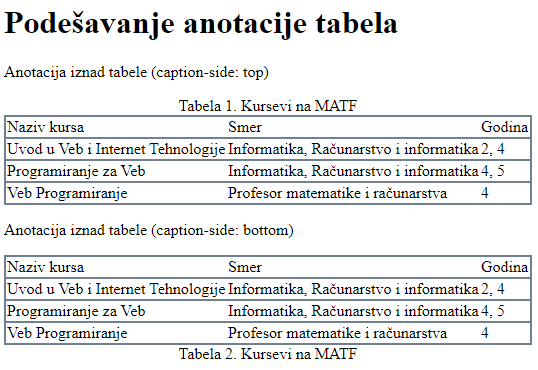 Podešavanje anotacije tabela
Anotacija iznad tabele (caption-side: top)
Tabela 1. Kursevi na MATF
Naziv kursa Smer Godina
Uvod u Veb i Internet Tehnologije Informatika, Računarstvo i informatika 2, 4
Programiranje za Veb Informatika, Računarstvo i informatika 4, 5
Veb Programiranje Profesor matematike i računarstva 4
Anotacija iznad tabele (caption-side: bottom)
Naziv kursa Smer Godina
Uvod u Veb i Internet Tehnologije Informatika, Računarstvo i informatika 2, 4
Programiranje za Veb Informatika, Računarstvo i informatika 4, 5
Veb Programiranje Profesor matematike i računarstva 4
Tabela 2. Kursevi na MATF